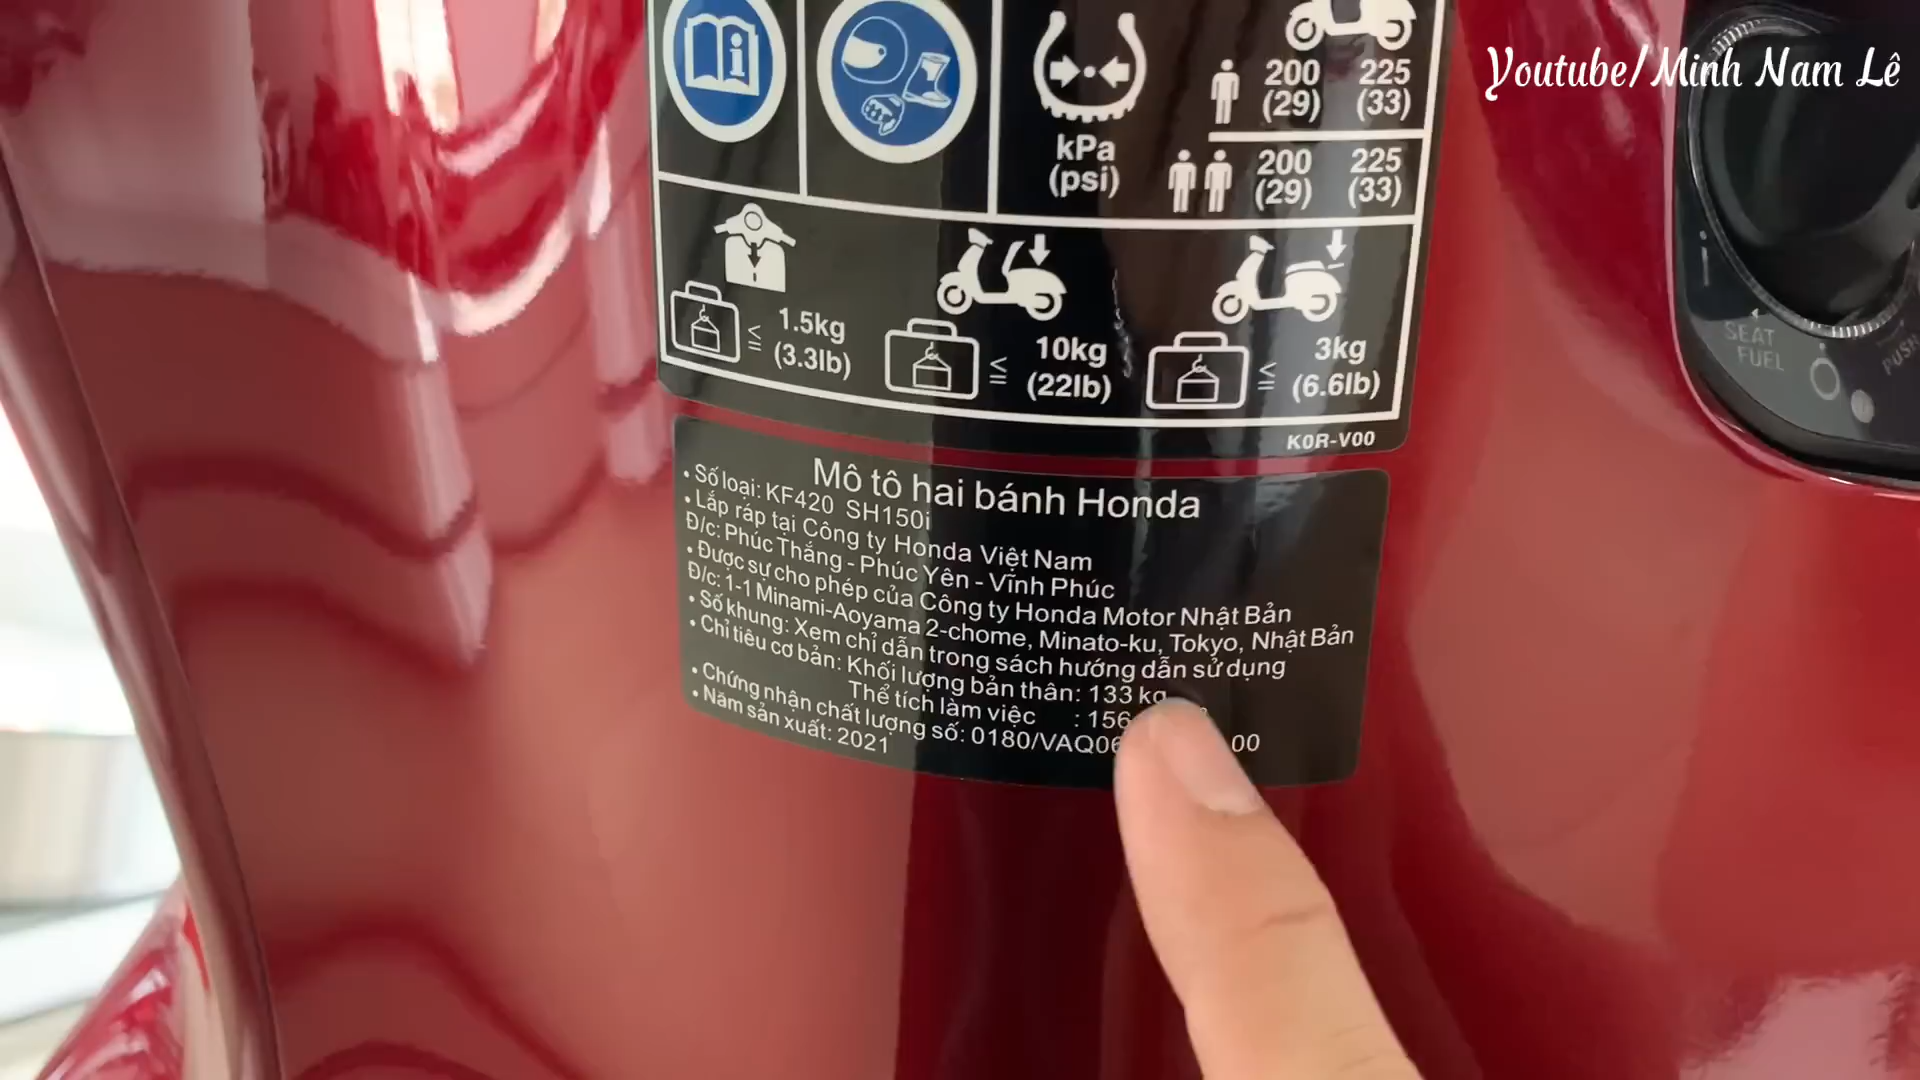 Youtube/Minh Nam Lê
200 225
(29) (33)
kPa
(psi)
200 225
(29) (33)
≦ 1.5kg
(3.3lb)
≦ 10kg
(22lb)
≦ 3kg
(6.6lb)
K0R-V00
SEAT
FUEL
PUSH
Mô tô hai bánh Honda
• Số loại: KF420 SH150i
• Lắp ráp tại Công ty Honda Việt Nam
Đ/c: Phúc Thắng - Phúc Yên - Vĩnh Phúc
• Được sự cho phép của Công ty Honda Motor Nhật Bản
Đ/c: 1-1 Minami-Aoyama 2-chome, Minato-ku, Tokyo, Nhật Bản
• Số khung: Xem chỉ dẫn trong sách hướng dẫn sử dụng
• Chỉ tiêu cơ bản: Khối lượng bản thân: 133 kg
Thể tích làm việc : 156
• Chứng nhận chất lượng số: 0180/VAQ06 00
• Năm sản xuất: 2021